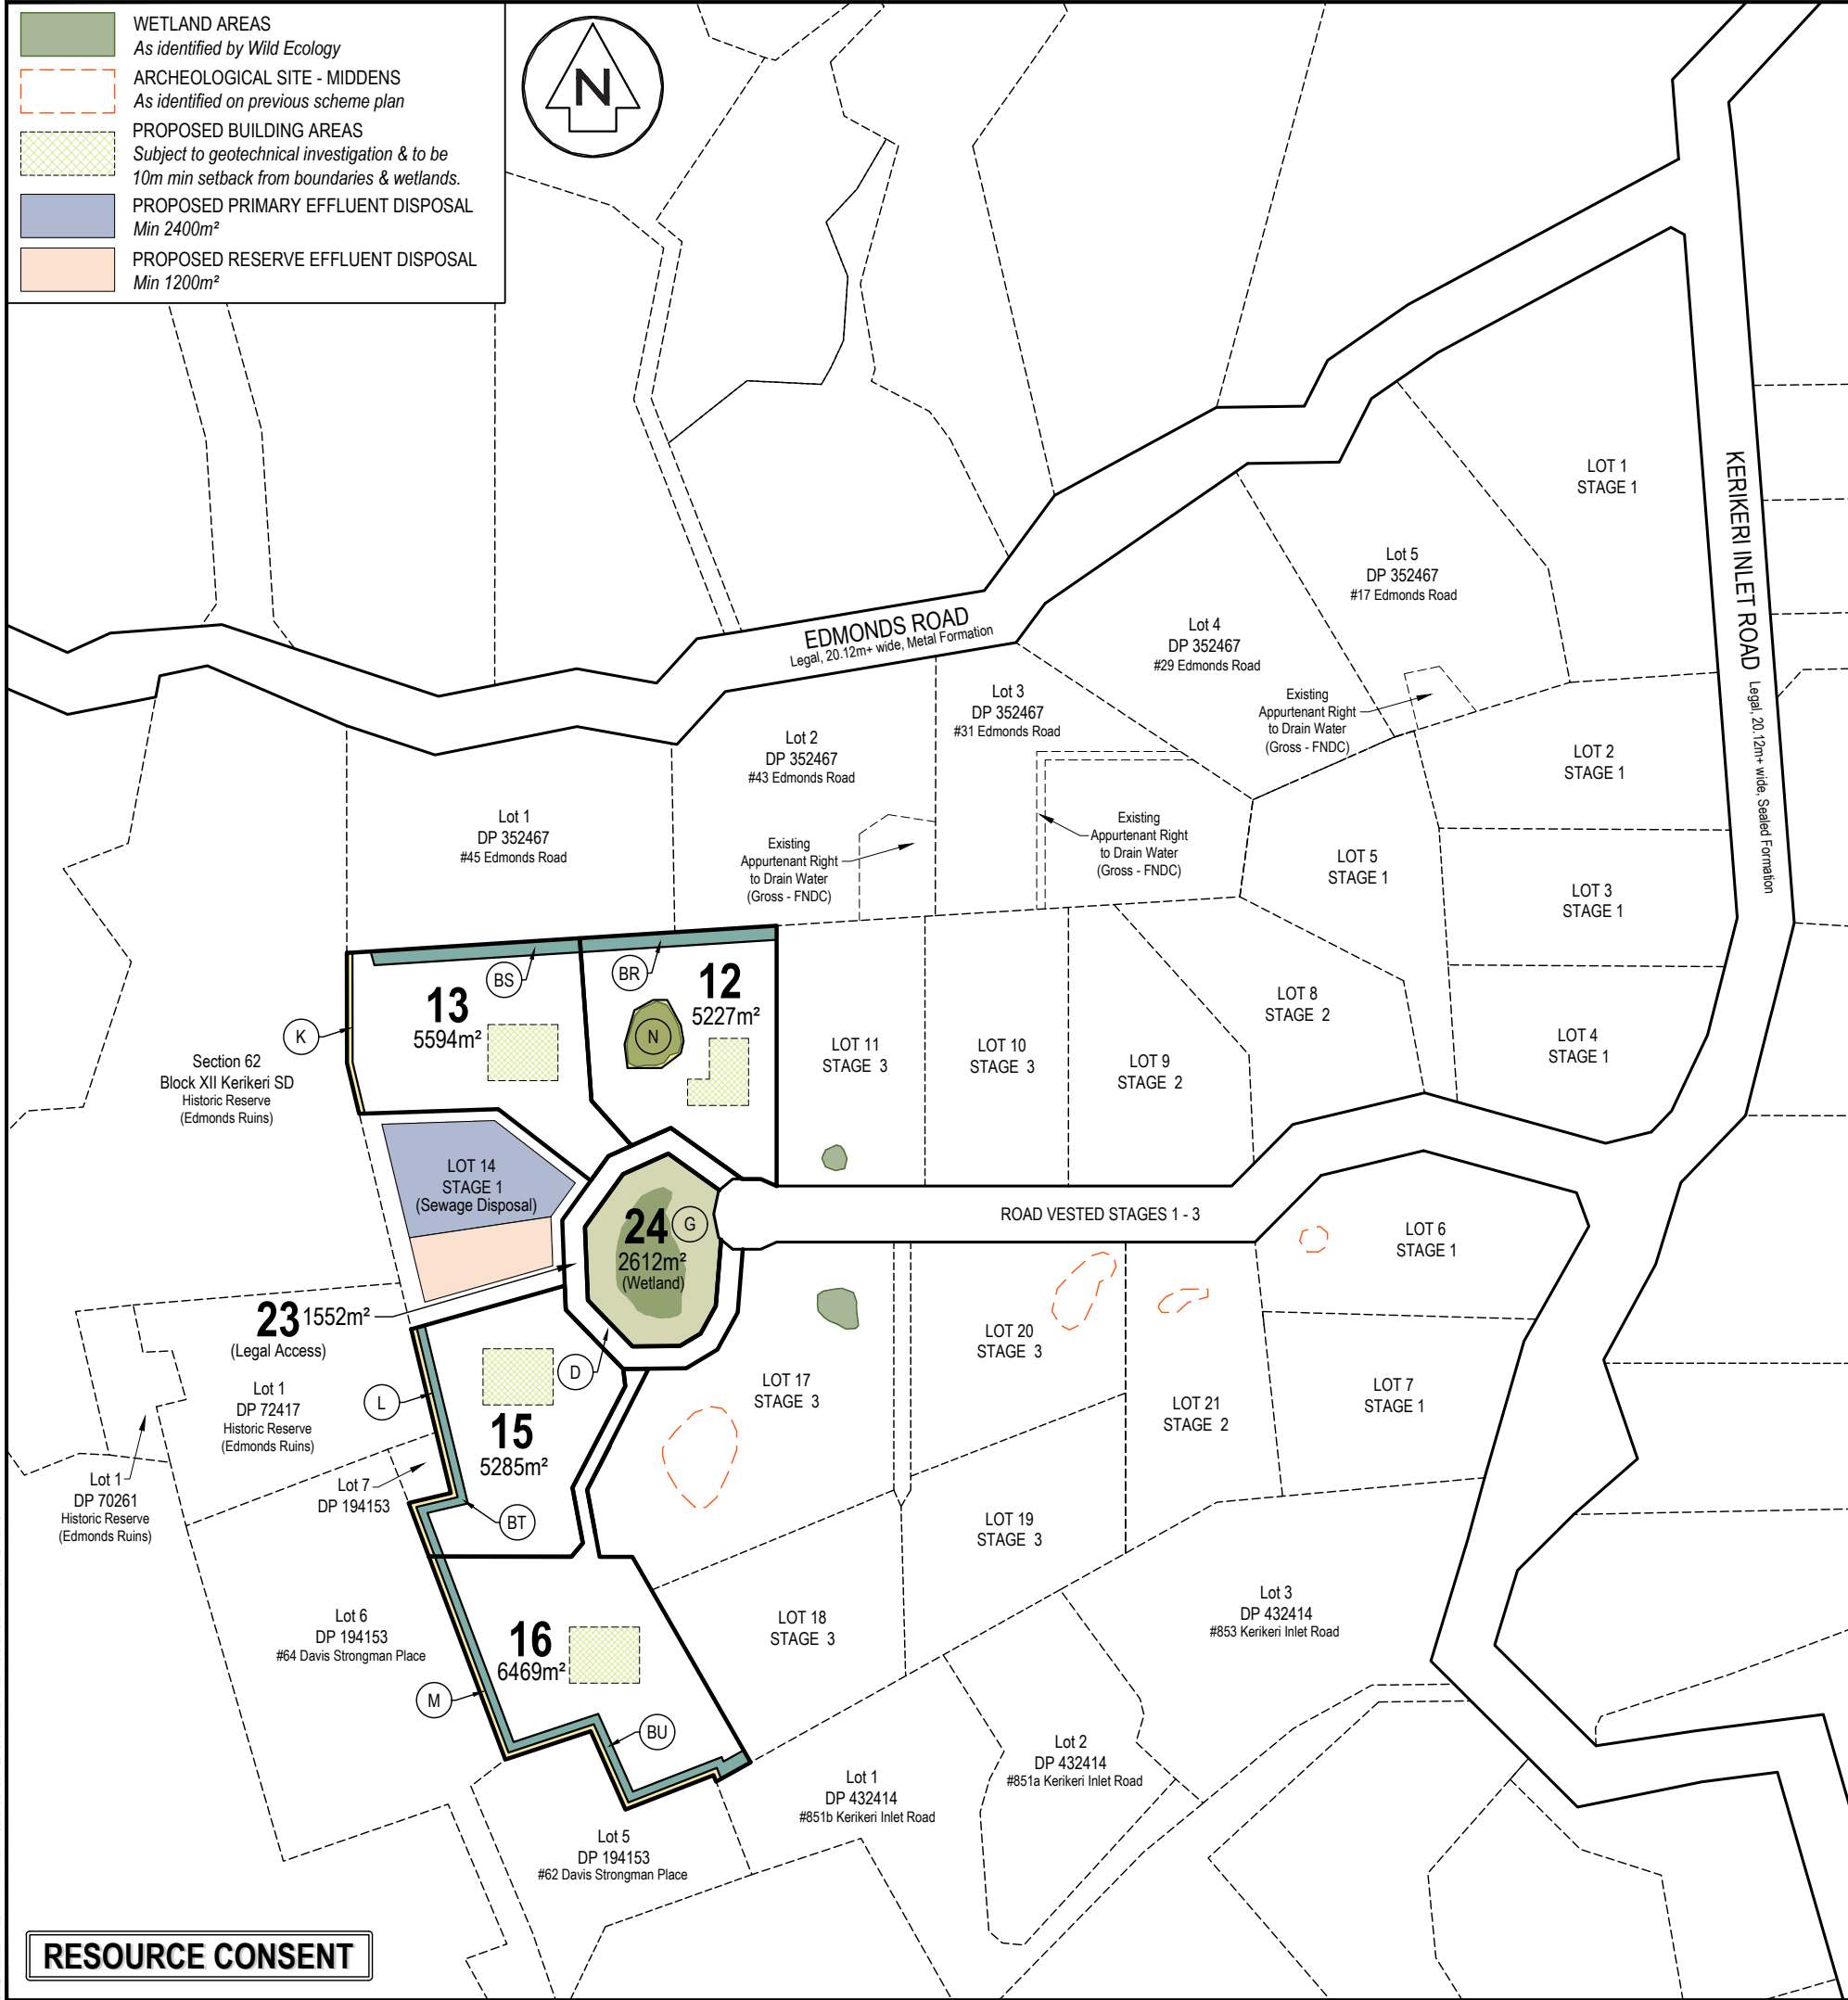 WETLAND AREAS
As identified by Wild Ecology
ARCHEOLOGICAL SITE - MIDDENS
As identified on previous scheme plan
PROPOSED BUILDING AREAS
Subject to geotechnical investigation & to be
10m min setback from boundaries & wetlands.
PROPOSED PRIMARY EFFLUENT DISPOSAL
Min 2400m²
PROPOSED RESERVE EFFLUENT DISPOSAL
Min 1200m²
N
KERIKERI INLET ROAD Legal, 20.12m+ wide, Sealed Formation
EDMONDS ROAD
Legal, 20.12m+ wide, Metal Formation
LOT 1
STAGE 1
Lot 5
DP 352467
#17 Edmonds Road
Lot 4
DP 352467
#29 Edmonds Road
Lot 3
DP 352467
#31 Edmonds Road
Existing
Appurtenant Right
to Drain Water
(Gross - FNDC)
Lot 2
DP 352467
#43 Edmonds Road
LOT 2
STAGE 1
Lot 1
DP 352467
#45 Edmonds Road
Existing
Appurtenant Right
to Drain Water
(Gross - FNDC)
Existing
Appurtenant Right
to Drain Water
(Gross - FNDC)
LOT 5
STAGE 1
LOT 3
STAGE 1
BS
BR
13
5594m²
12
5227m²
N
K
LOT 8
STAGE 2
LOT 11
STAGE 3
LOT 10
STAGE 3
LOT 9
STAGE 2
LOT 4
STAGE 1
Section 62
Block XII Kerikeri SD
Historic Reserve
(Edmonds Ruins)
LOT 14
STAGE 1
(Sewage Disposal)
24
2612m²
(Wetland)
G
ROAD VESTED STAGES 1 - 3
LOT 6
STAGE 1
23 1552m²
(Legal Access)
D
Lot 1
DP 72417
Historic Reserve
(Edmonds Ruins)
L
15
5285m²
LOT 20
STAGE 3
LOT 17
STAGE 3
LOT 21
STAGE 2
LOT 7
STAGE 1
Lot 1
DP 70261
Historic Reserve
(Edmonds Ruins)
Lot 7
DP 194153
BT
LOT 19
STAGE 3
Lot 6
DP 194153
#64 Davis Strongman Place
16
6469m²
LOT 18
STAGE 3
Lot 3
DP 432414
#853 Kerikeri Inlet Road
M
BU
Lot 2
DP 432414
#851a Kerikeri Inlet Road
Lot 1
DP 432414
#851b Kerikeri Inlet Road
Lot 5
DP 194153
#62 Davis Strongman Place
RESOURCE CONSENT